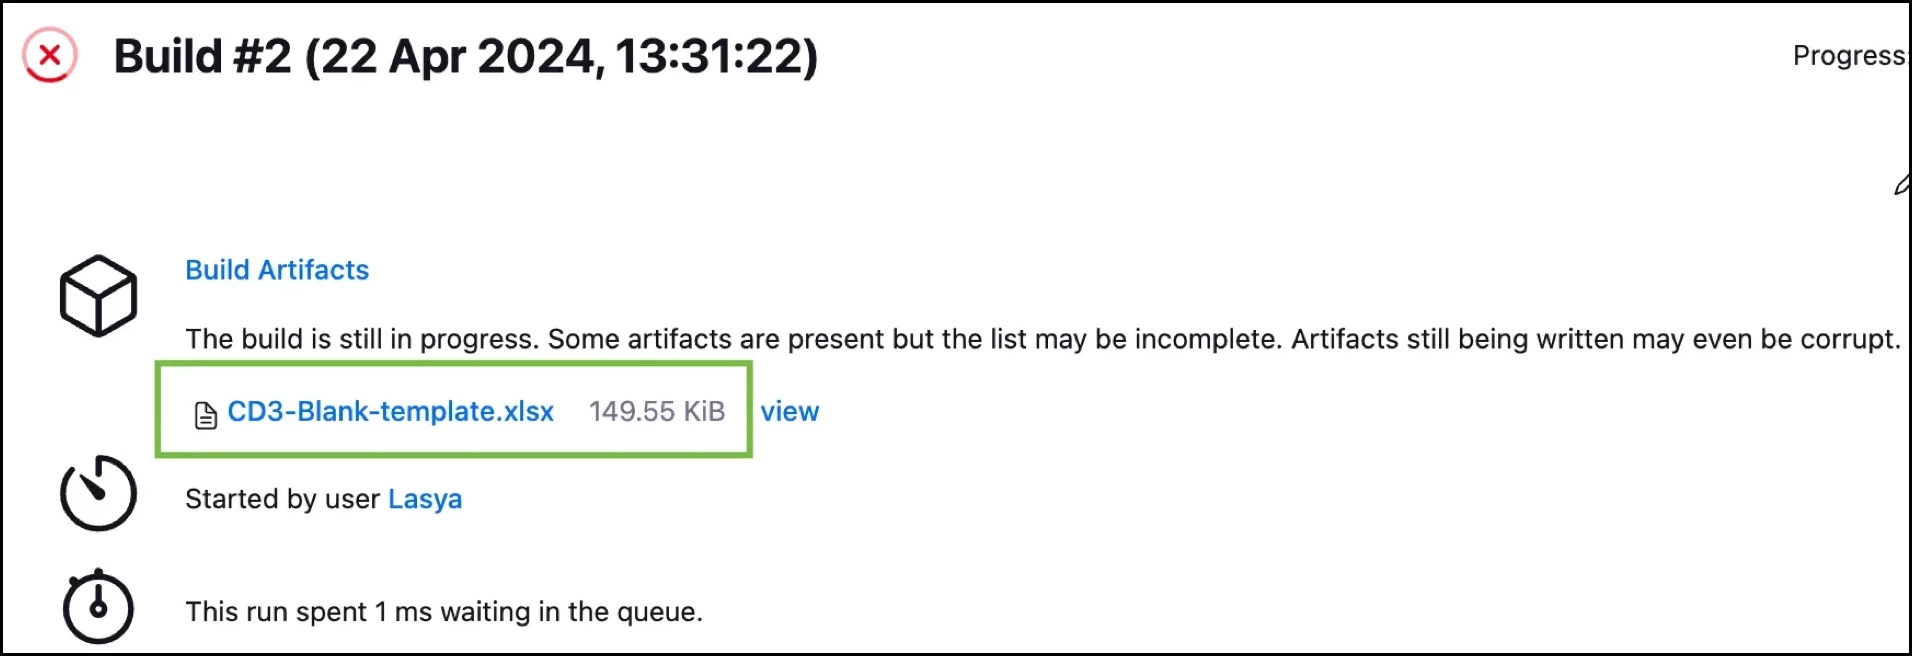 Build #2 (22 Apr 2024, 13:31:22)
Progress:
Build Artifacts
The build is still in progress. Some artifacts are present but the list may be incomplete. Artifacts still being written may even be corrupt.
CD3-Blank-template.xlsx 149.55 KiB view
Started by user Lasya
This run spent 1 ms waiting in the queue.